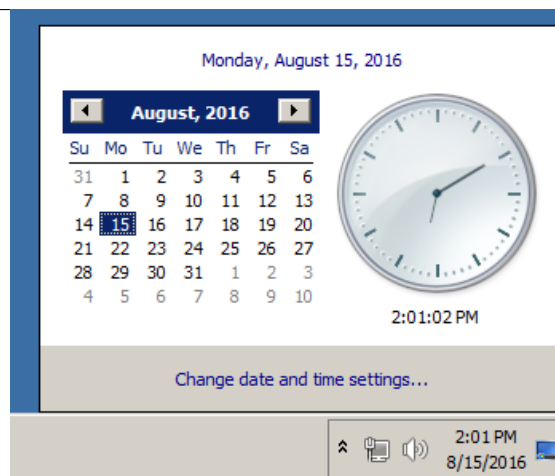 Monday, August 15, 2016
August, 2016
Su Mo Tu We Th Fr Sa
31 1 2 3 4 5 6
7 8 9 10 11 12 13
14 15 16 17 18 19 20
21 22 23 24 25 26 27
28 29 30 31 1 2 3
4 5 6 7 8 9 10
2:01:02 PM
Change date and time settings...
2:01 PM
8/15/2016